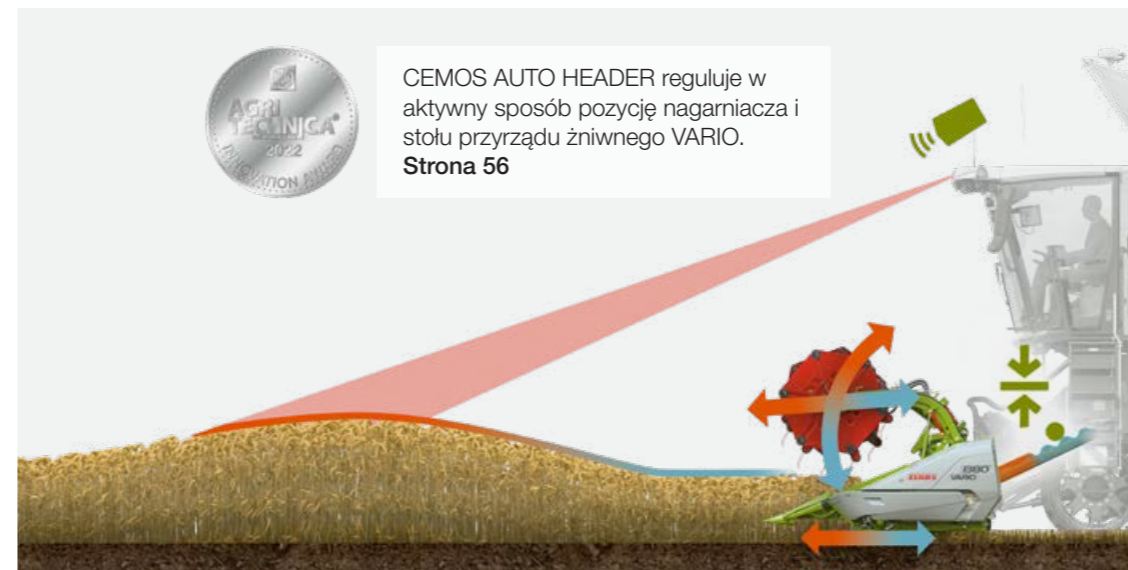 AGRI
TECHNICA
2022
INNOVATION AWARD
CEMOS AUTO HEADER reguluje w
aktywny sposób pozycję nagarniacza i
stołu przyrządu żniwnego VARIO.
Strona 56
CLAAS
880
VARIO